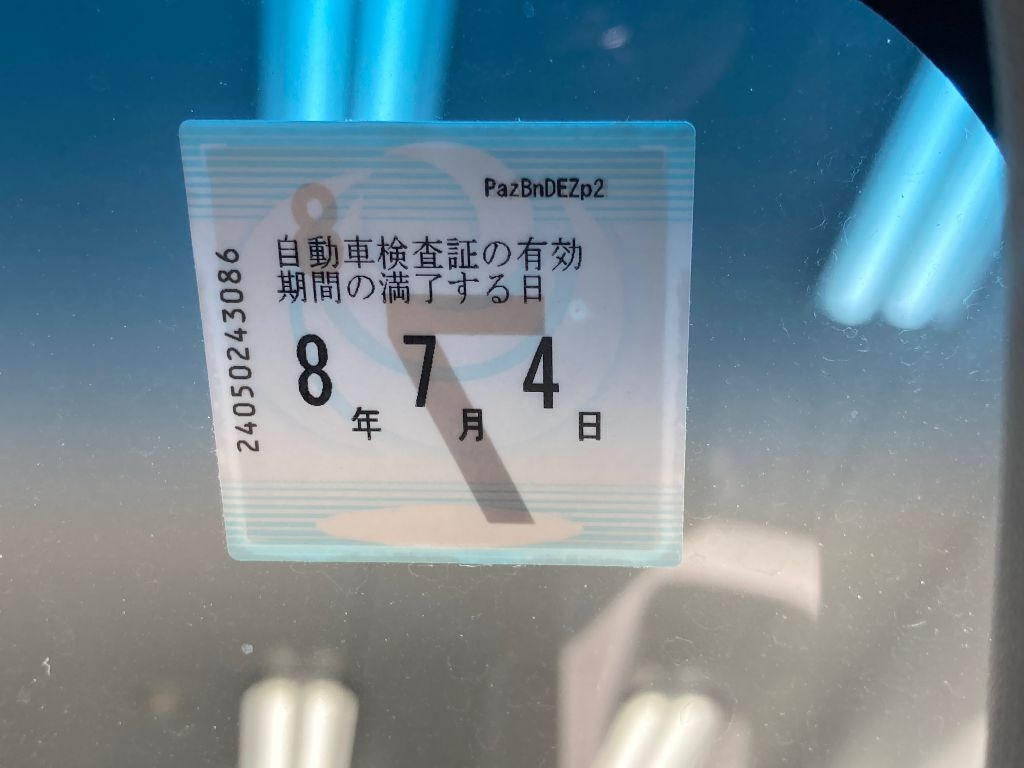 PazBnDEZp2
自動車検査証の有効
期間の満了する日
8年 7月 4日
240502243086